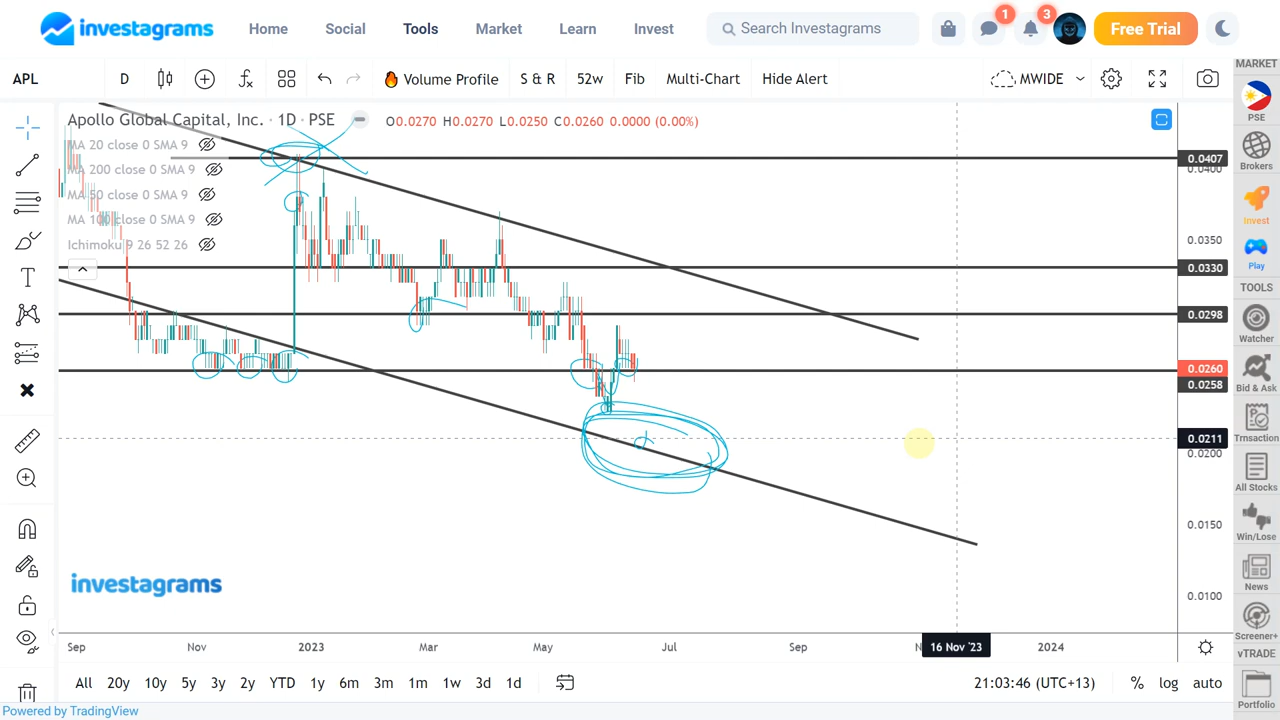 investagrams Home Social Tools Market Learn Invest Search Investagrams 1 3 Free Trial
APL D Volume Profile S & R 52w Fib Multi-Chart Hide Alert MWIDE
MARKET
Apollo Global Capital, Inc. · 1D · PSE O0.0270 H0.0270 L0.0250 C0.0260 0.0000 (0.00%)
MA 20 close 0 SMA 9
MA 200 close 0 SMA 9
MA 50 close 0 SMA 9
MA 100 close 0 SMA 9
Ichimoku 9 26 52 26
0.0407
0.0400
0.0350
0.0330
0.0298
0.0260
0.0258
0.0211
0.0200
0.0150
0.0100
PSE
Brokers
Invest
Play
TOOLS
Watcher
Bid & Ask
Trnsaction
All Stocks
Win/Lose
News
Screener+
vTRADE
Portfolio
investagrams
Sep Nov 2023 Mar May Jul Sep N 16 Nov '23 2024
All 20y 10y 5y 3y 2y YTD 1y 6m 3m 1m 1w 3d 1d 21:03:46 (UTC+13) % log auto
Powered by TradingView